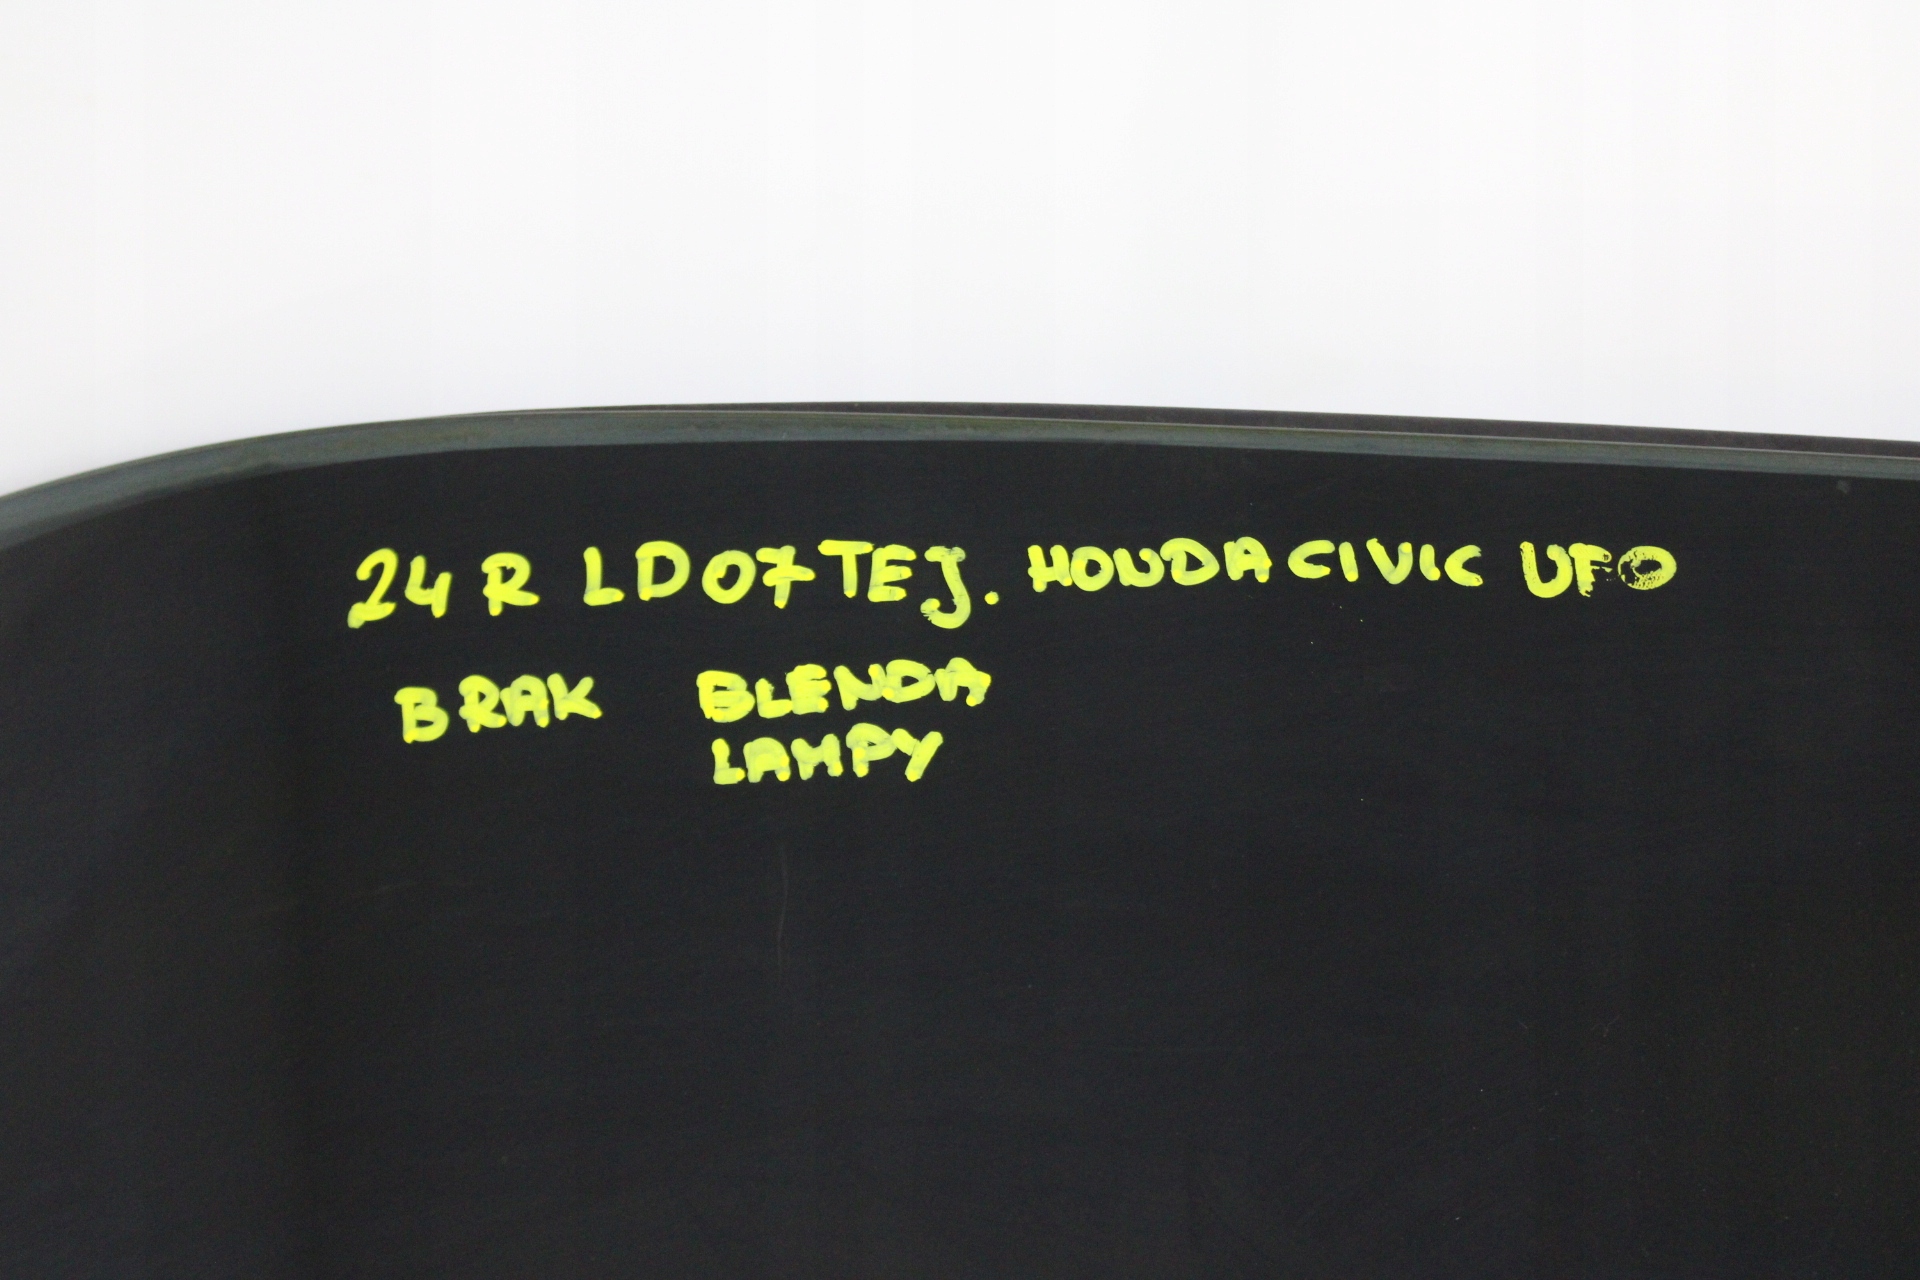 24 R LD07TEJ. HONDA CIVIC UFO
BRAK BLENDA
LAMPY